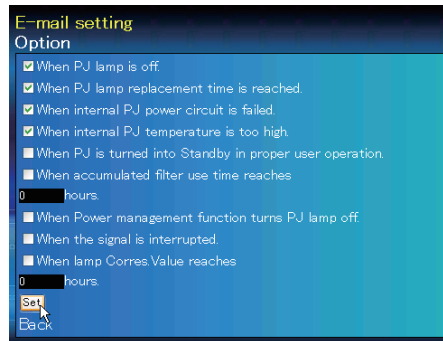 E-mail setting
Option
When PJ lamp is off.
When PJ lamp replacement time is reached.
When internal PJ power circuit is failed.
When internal PJ temperature is too high.
When PJ is turned into Standby in proper user operation.
When accumulated filter use time reaches
0 hours.
When Power management function turns PJ lamp off.
When the signal is interrupted.
When lamp Corres.Value reaches
0 hours.
Set
Back